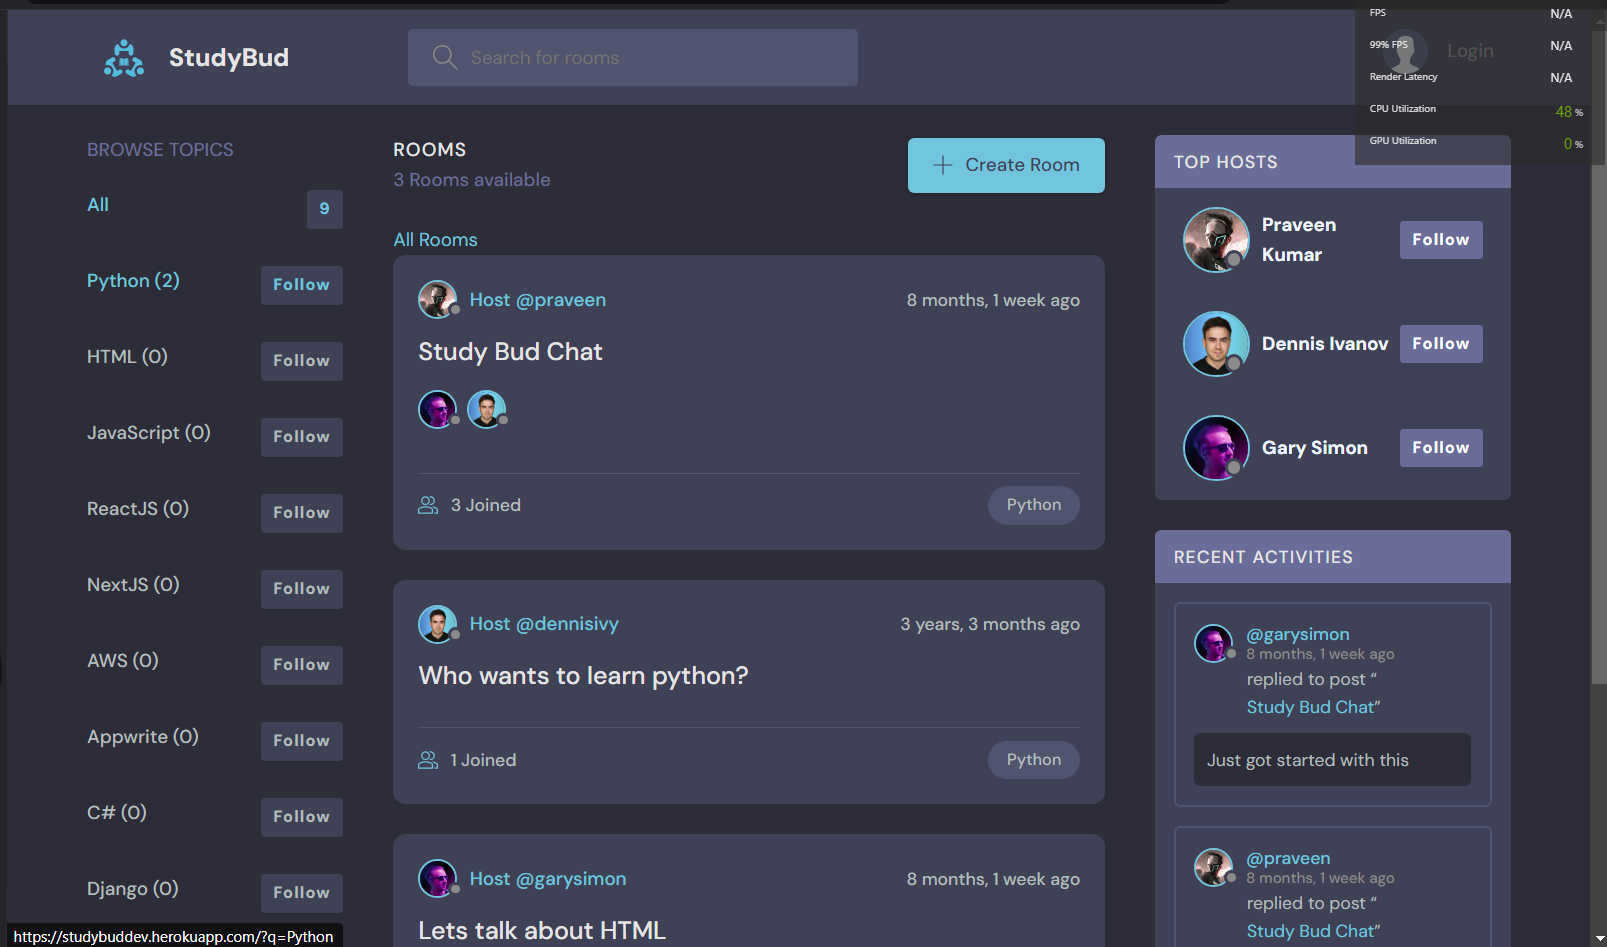 StudyBud
Search for rooms
Login
FPS N/A
99% FPS N/A
Render Latency N/A
CPU Utilization 48 %
GPU Utilization 0 %
BROWSE TOPICS
All 9
Python (2) Follow
HTML (0) Follow
JavaScript (0) Follow
ReactJS (0) Follow
NextJS (0) Follow
AWS (0) Follow
Appwrite (0) Follow
C# (0) Follow
Django (0) Follow
ROOMS
3 Rooms available
Create Room
All Rooms
Host @praveen 8 months, 1 week ago
Study Bud Chat
3 Joined Python
Host @dennisivy 3 years, 3 months ago
Who wants to learn python?
1 Joined Python
Host @garysimon 8 months, 1 week ago
Lets talk about HTML
TOP HOSTS
Praveen
Kumar
Follow
Dennis Ivanov Follow
Gary Simon Follow
RECENT ACTIVITIES
@garysimon
8 months, 1 week ago
replied to post “
Study Bud Chat”
Just got started with this
@praveen
8 months, 1 week ago
replied to post “
Study Bud Chat”
https://studybuddev.herokuapp.com/?q=Python